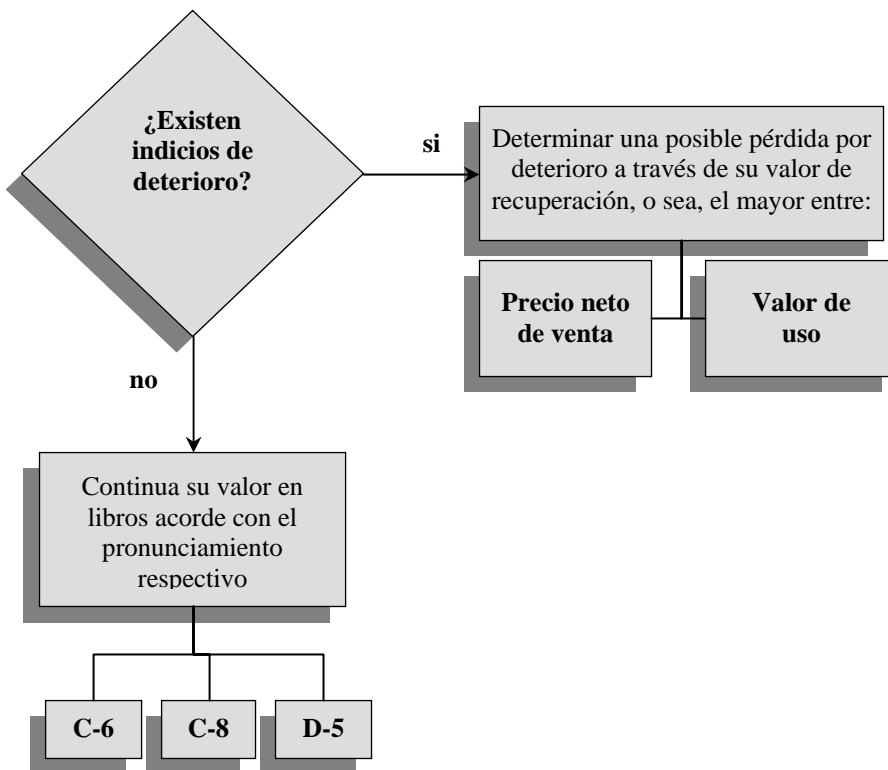 ¿Existen
indicios de
deterioro?
si
Determinar una posible pérdida por
deterioro a través de su valor de
recuperación, o sea, el mayor entre:
Precio neto
de venta
Valor de
uso
no
Continua su valor en
libros acorde con el
pronunciamiento
respectivo
C-6
C-8
D-5